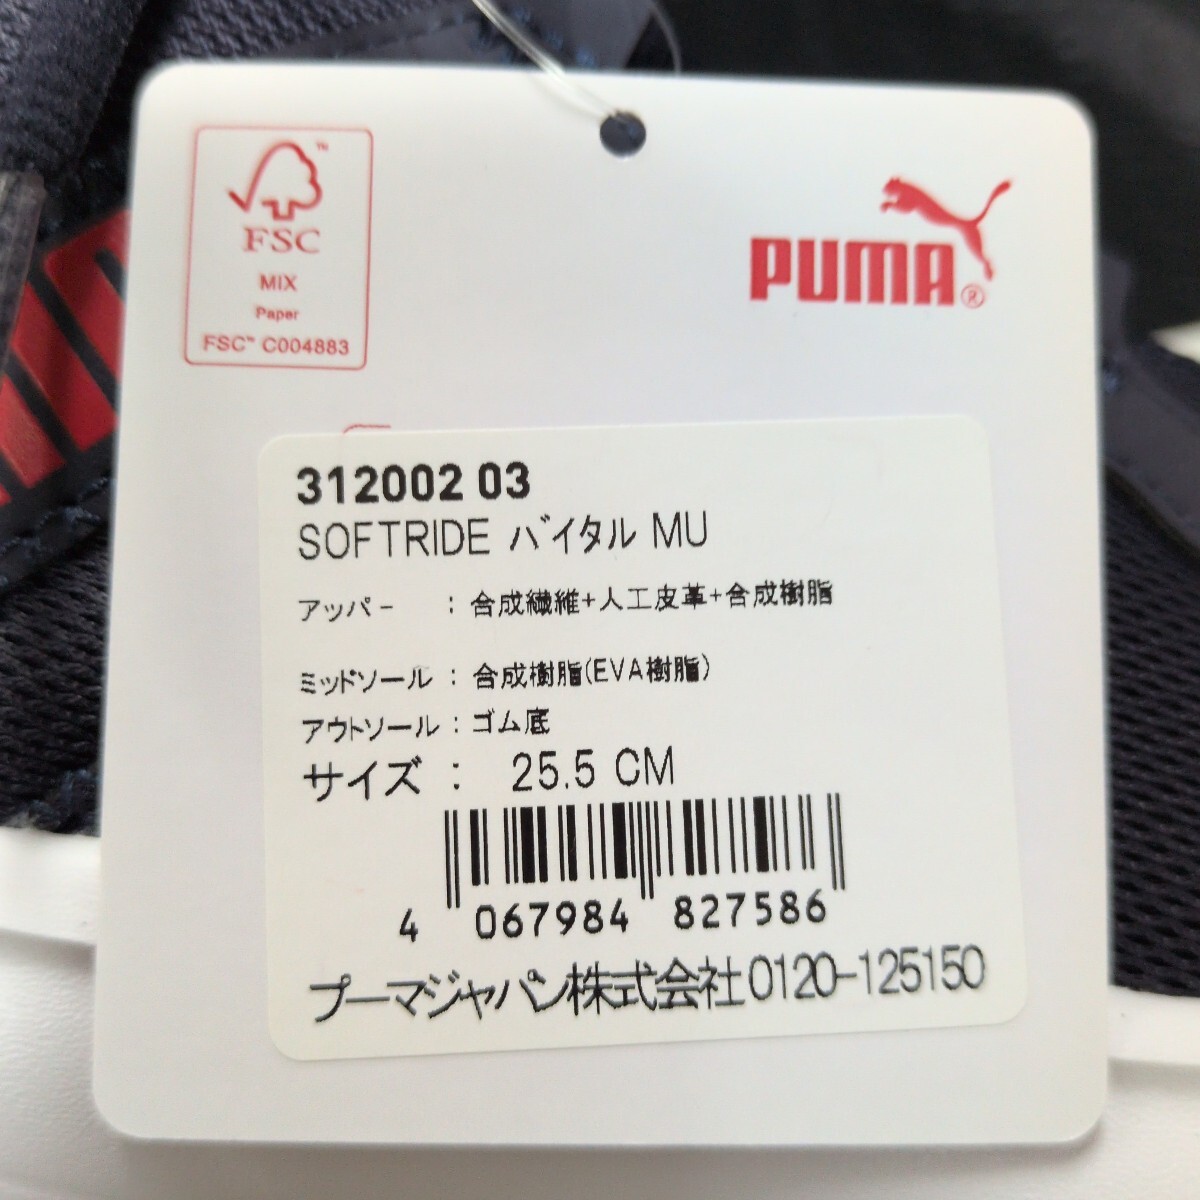 FSC
MIX
Paper
FSC™ C004883
PUMA®
312002 03
SOFTRIDE バイタル MU
アッパー : 合成繊維+人工皮革+合成樹脂
ミッドソール : 合成樹脂(EVA樹脂)
アウトソール : ゴム底
サイズ : 25.5 CM
4 067984 827586
プーマジャパン株式会社0120-125150